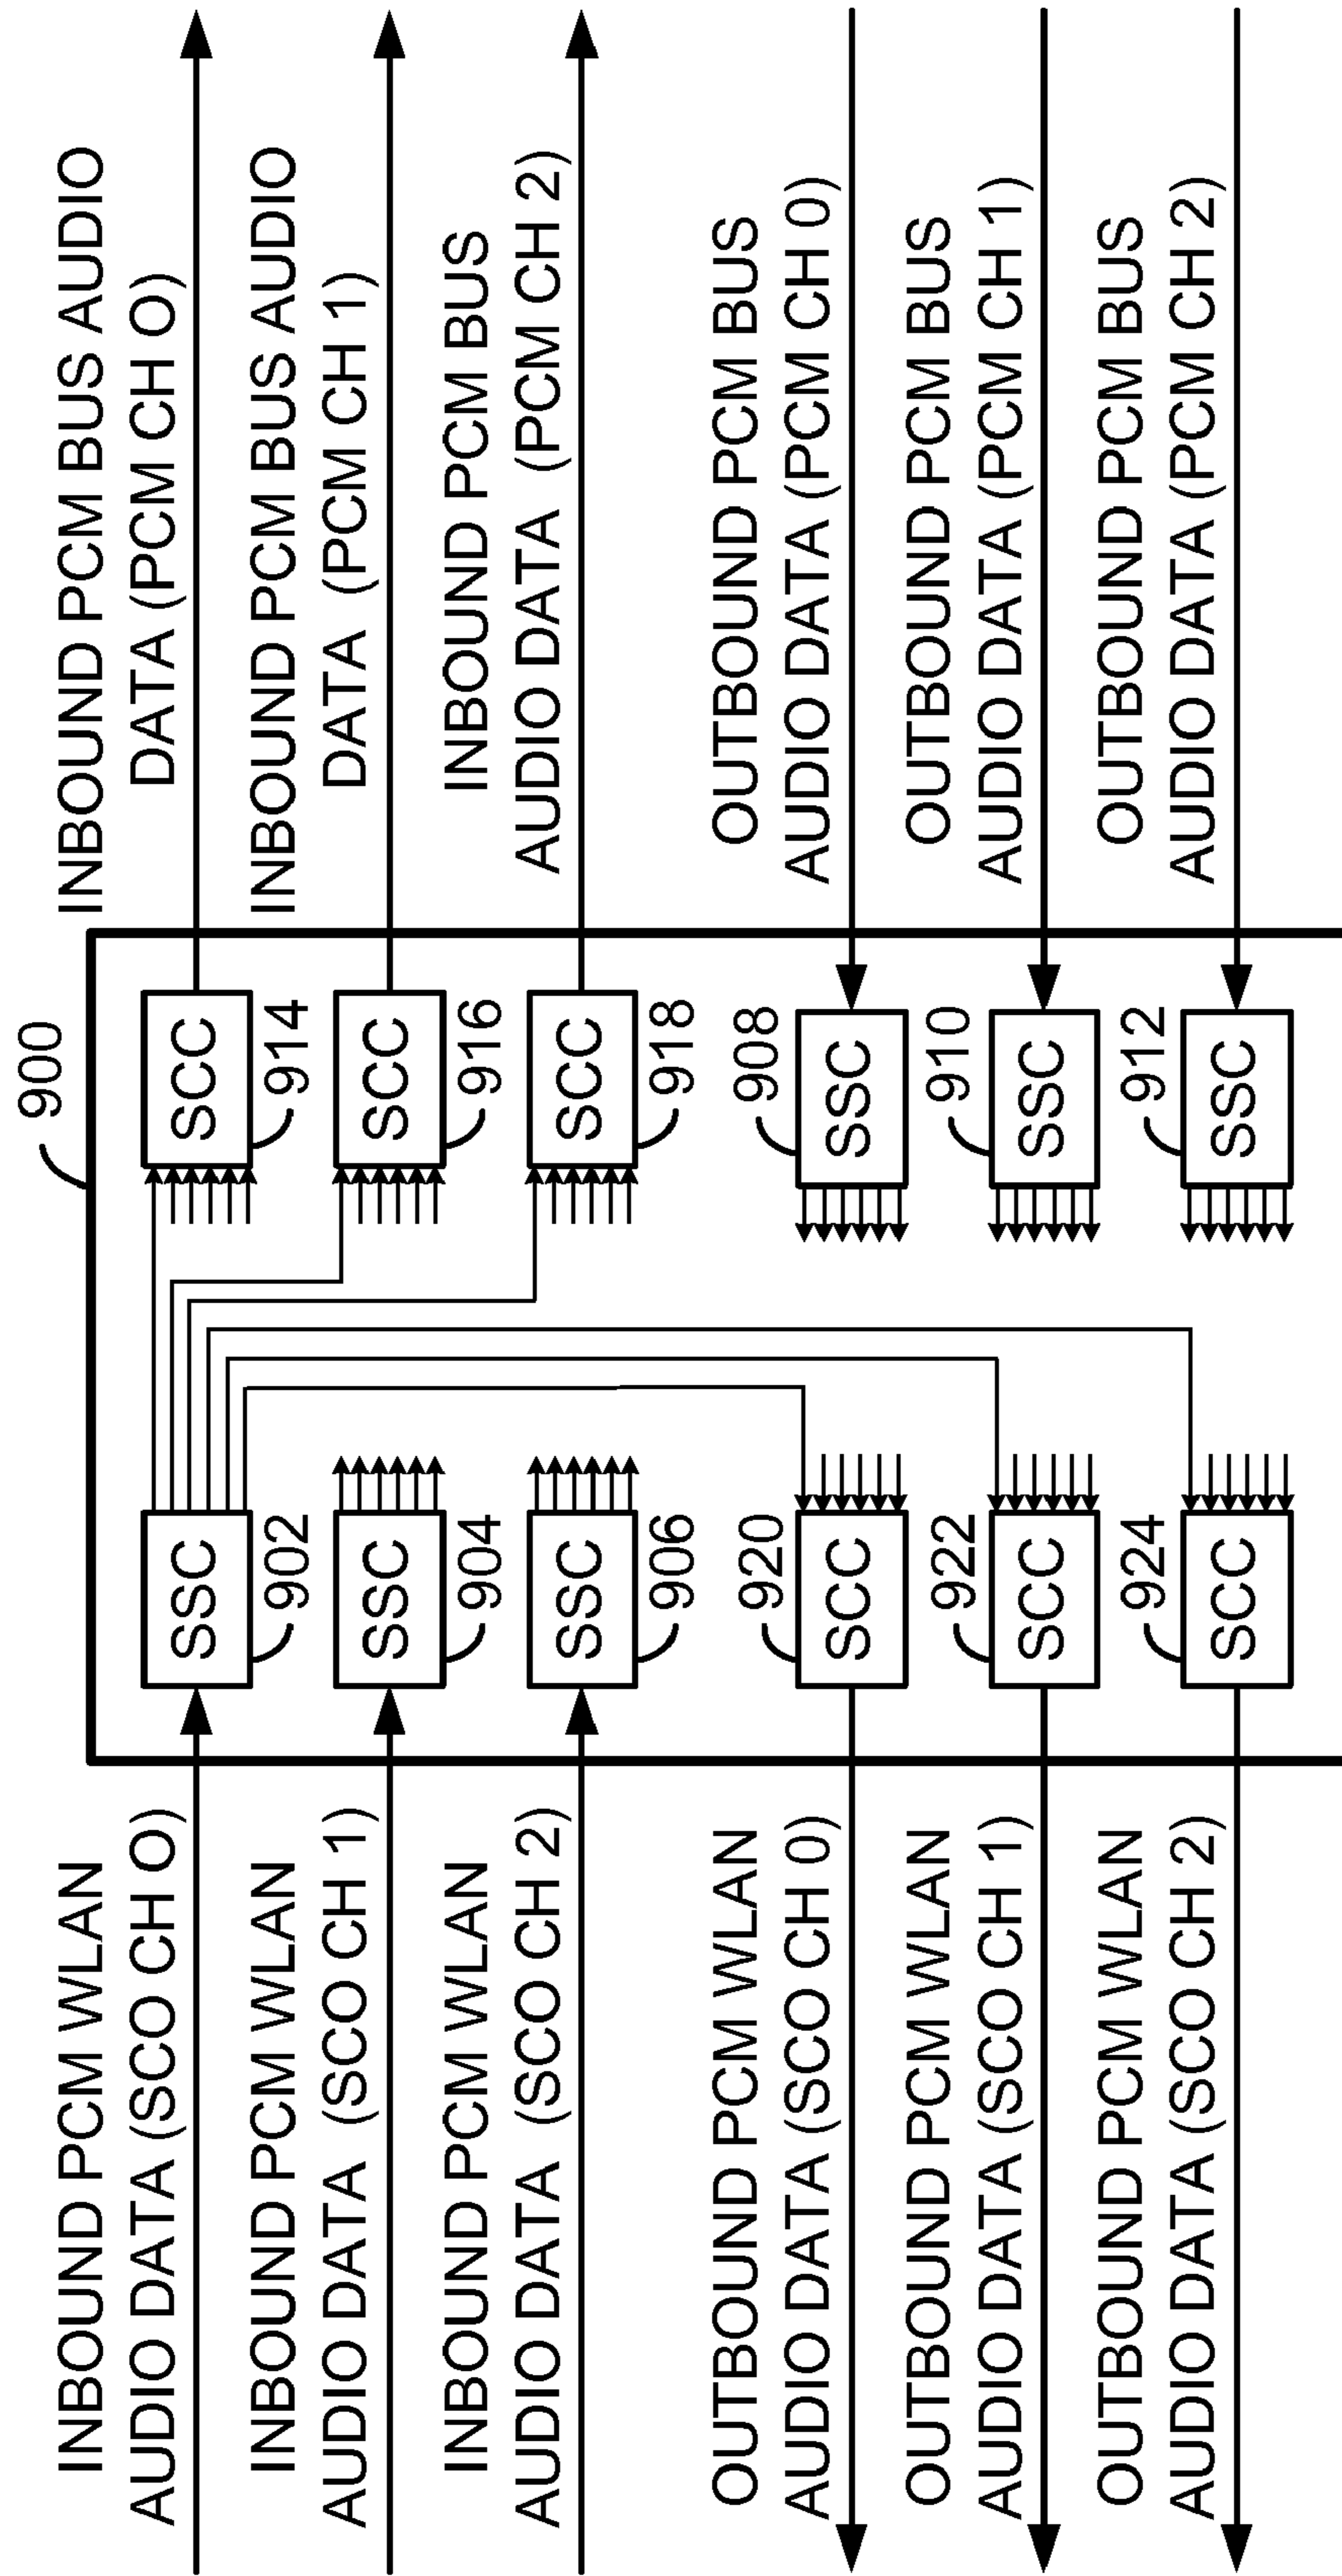 900
INBOUND PCM WLAN
AUDIO DATA (SCO CH O)
SSC
902
SCC
914
INBOUND PCM BUS AUDIO
DATA (PCM CH O)
INBOUND PCM WLAN
AUDIO DATA (SCO CH 1)
SSC
904
SCC
916
INBOUND PCM BUS AUDIO
DATA (PCM CH 1)
INBOUND PCM WLAN
AUDIO DATA (SCO CH 2)
SSC
906
SCC
918
INBOUND PCM BUS
AUDIO DATA (PCM CH 2)
OUTBOUND PCM WLAN
AUDIO DATA (SCO CH 0)
920
SCC
908
SSC
OUTBOUND PCM BUS
AUDIO DATA (PCM CH 0)
OUTBOUND PCM WLAN
AUDIO DATA (SCO CH 1)
922
SCC
910
SSC
OUTBOUND PCM BUS
AUDIO DATA (PCM CH 1)
OUTBOUND PCM WLAN
AUDIO DATA (SCO CH 2)
924
SCC
912
SSC
OUTBOUND PCM BUS
AUDIO DATA (PCM CH 2)